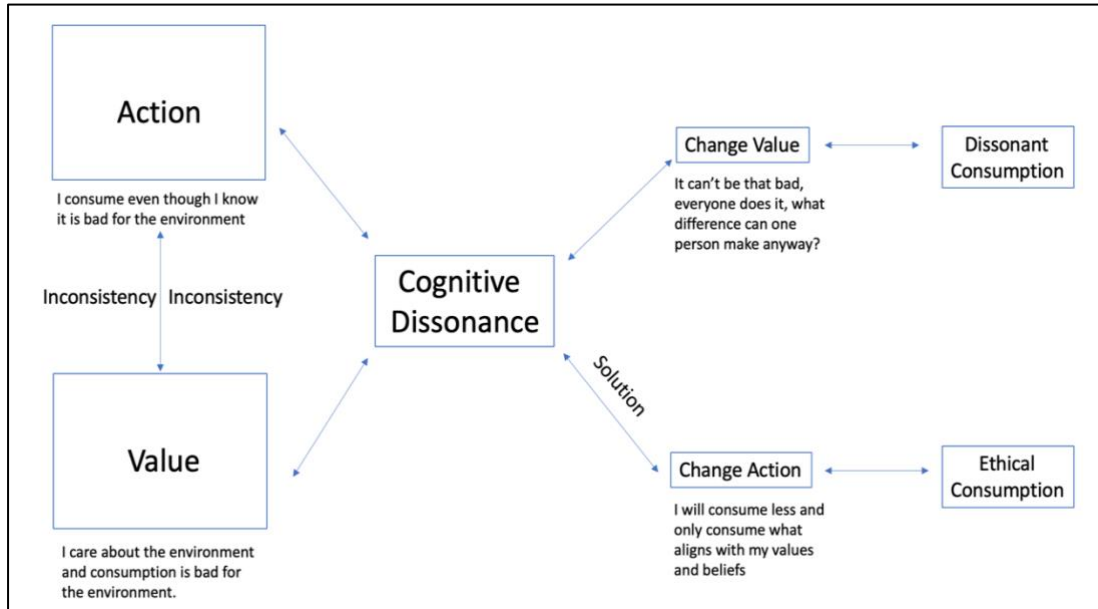 Action
I consume even though I know
it is bad for the environment
Inconsistency Inconsistency
Value
I care about the environment
and consumption is bad for
the environment.
Cognitive
Dissonance
Change Value
It can’t be that bad,
everyone does it, what
difference can one
person make anyway?
Dissonant
Consumption
Solution
Change Action
I will consume less and
only consume what
aligns with my values
and beliefs
Ethical
Consumption